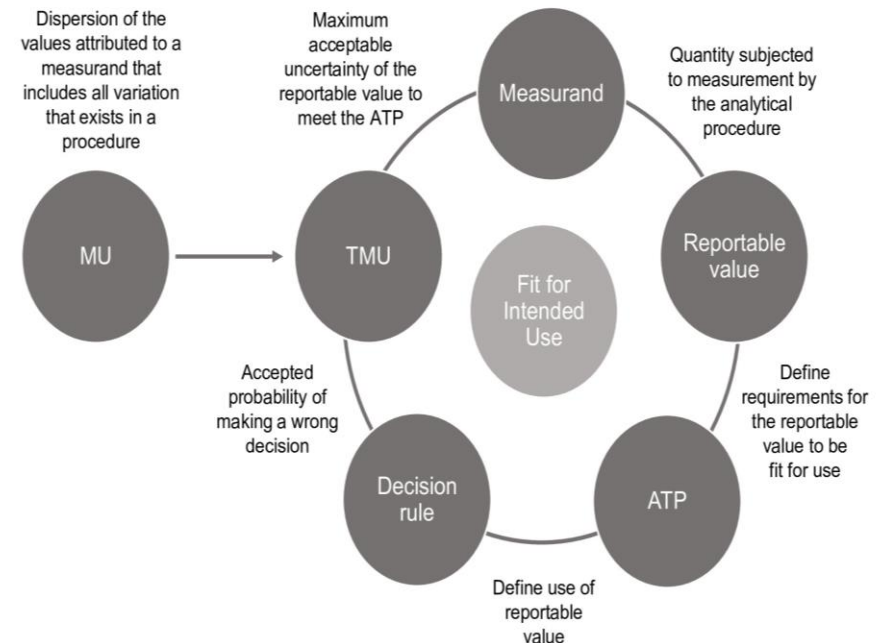 Dispersion of the
values attributed to a
measurand that
includes all variation
that exists in a
procedure
Maximum
acceptable
uncertainty of the
reportable value to
meet the ATP
Measurand
Quantity subjected
to measurement by
the analytical
procedure
MU
TMU
Reportable
value
Fit for
Intended
Use
Accepted
probability of
making a wrong
decision
Define
requirements for
the reportable
value to be
fit for use
Decision
rule
ATP
Define use of
reportable
value